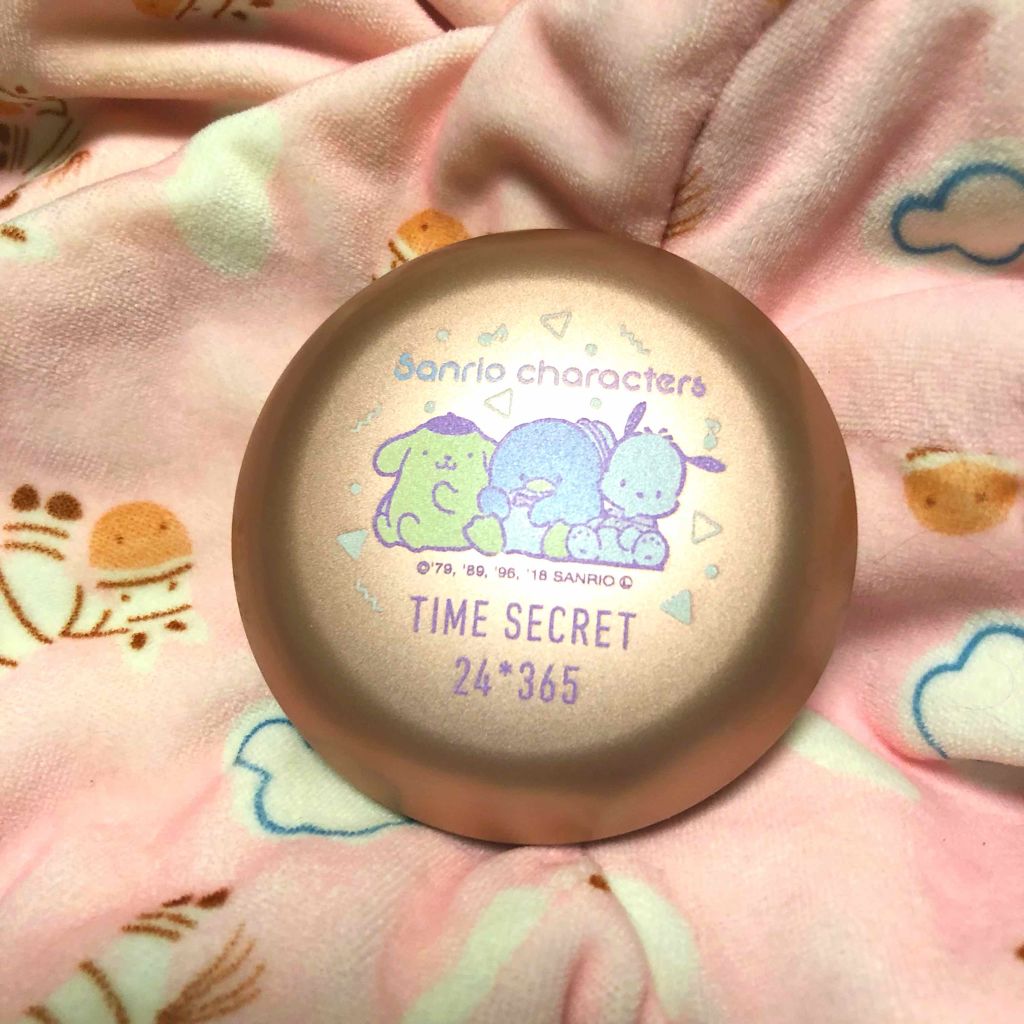 Sanrio characters
©'79, '89, '96, '18 SANRIO Ⓛ
TIME SECRET
24*365